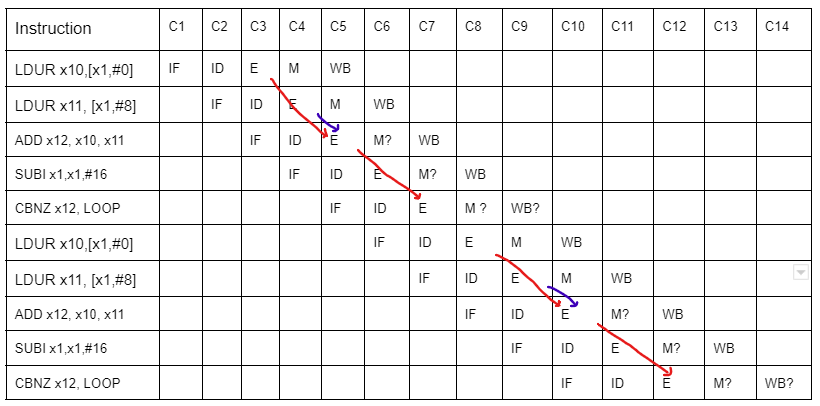 Instruction C1 C2 C3 C4 C5 C6 C7 C8 C9 C10 C11 C12 C13 C14
LDUR x10,[x1,#0] IF ID E M WB
LDUR x11, [x1,#8] IF ID E M WB
ADD x12, x10, x11 IF ID E M? WB
SUBI x1,x1,#16 IF ID E M? WB
CBNZ x12, LOOP IF ID E M ? WB?
LDUR x10,[x1,#0] IF ID E M WB
LDUR x11, [x1,#8] IF ID E M WB
ADD x12, x10, x11 IF ID E M? WB
SUBI x1,x1,#16 IF ID E M? WB
CBNZ x12, LOOP IF ID E M? WB?